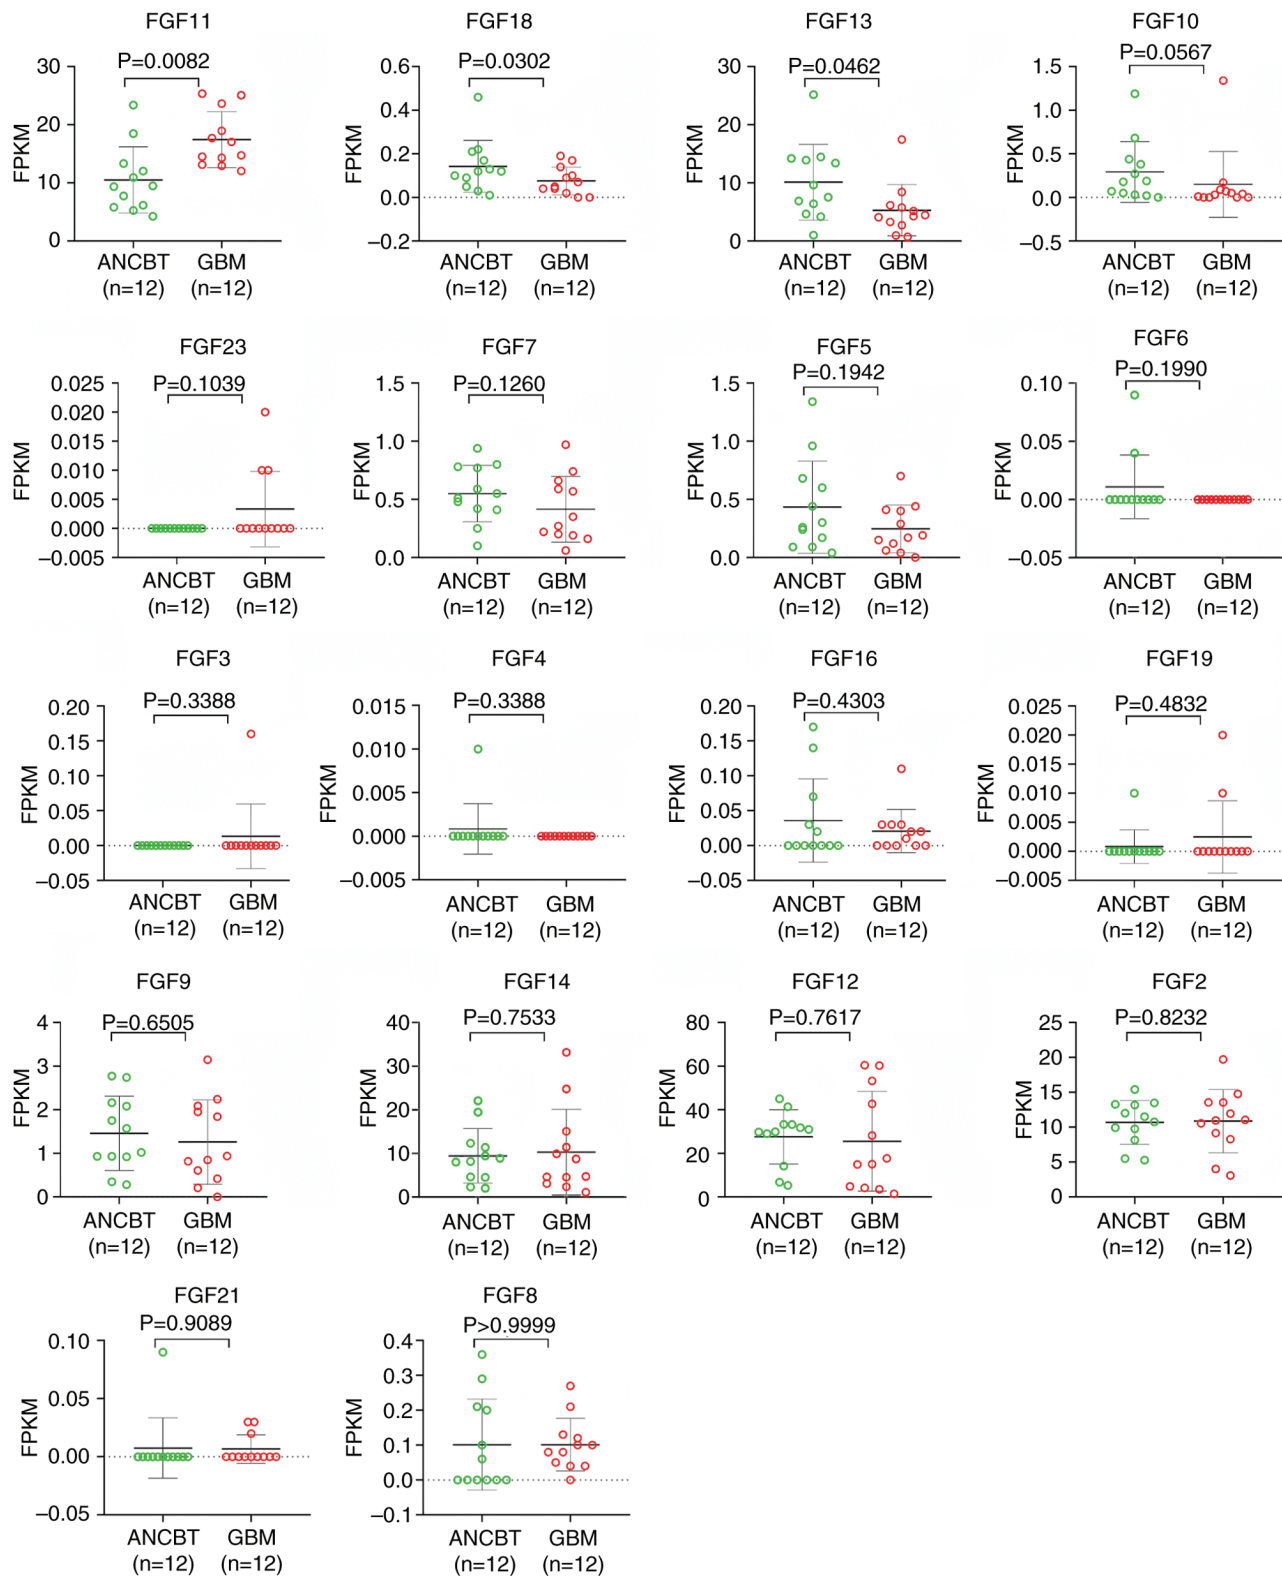 FGF11
P=0.0082
FPKM
30
20
10
0
ANCBT
(n=12)
GBM
(n=12)
FGF18
P=0.0302
FPKM
0.6
0.4
0.2
0.0
−0.2
ANCBT
(n=12)
GBM
(n=12)
FGF13
P=0.0462
FPKM
30
20
10
0
ANCBT
(n=12)
GBM
(n=12)
FGF10
P=0.0567
FPKM
1.5
1.0
0.5
0.0
−0.5
ANCBT
(n=12)
GBM
(n=12)
FGF23
P=0.1039
FPKM
0.025
0.020
0.015
0.010
0.005
0.000
−0.005
ANCBT
(n=12)
GBM
(n=12)
FGF7
P=0.1260
FPKM
1.5
1.0
0.5
0.0
ANCBT
(n=12)
GBM
(n=12)
FGF5
P=0.1942
FPKM
1.5
1.0
0.5
0.0
ANCBT
(n=12)
GBM
(n=12)
FGF6
P=0.1990
FPKM
0.10
0.05
0.00
−0.05
ANCBT
(n=12)
GBM
(n=12)
FGF3
P=0.3388
FPKM
0.20
0.15
0.10
0.05
0.00
−0.05
ANCBT
(n=12)
GBM
(n=12)
FGF4
P=0.3388
FPKM
0.015
0.010
0.005
0.000
−0.005
ANCBT
(n=12)
GBM
(n=12)
FGF16
P=0.4303
FPKM
0.20
0.15
0.10
0.05
0.00
−0.05
ANCBT
(n=12)
GBM
(n=12)
FGF19
P=0.4832
FPKM
0.025
0.020
0.015
0.010
0.005
0.000
−0.005
ANCBT
(n=12)
GBM
(n=12)
FGF9
P=0.6505
FPKM
4
3
2
1
0
ANCBT
(n=12)
GBM
(n=12)
FGF14
P=0.7533
FPKM
40
30
20
10
0
ANCBT
(n=12)
GBM
(n=12)
FGF12
P=0.7617
FPKM
80
60
40
20
0
ANCBT
(n=12)
GBM
(n=12)
FGF2
P=0.8232
FPKM
25
20
15
10
5
0
ANCBT
(n=12)
GBM
(n=12)
FGF21
P=0.9089
FPKM
0.10
0.05
0.00
−0.05
ANCBT
(n=12)
GBM
(n=12)
FGF8
P>0.9999
FPKM
0.4
0.3
0.2
0.1
0.0
−0.1
ANCBT
(n=12)
GBM
(n=12)